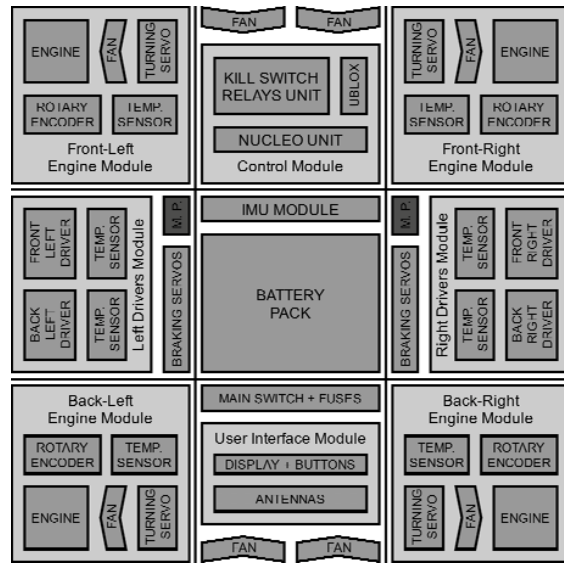 FAN
FAN
ENGINE
FAN
TURNING
SERVO
ROTARY
ENCODER
TEMP.
SENSOR
Front-Left
Engine Module
KILL SWITCH
RELAYS UNIT
UBLOX
NUCLEO UNIT
Control Module
TURNING
SERVO
FAN
ENGINE
TEMP.
SENSOR
ROTARY
ENCODER
Front-Right
Engine Module
FRONT
LEFT
DRIVER
TEMP.
SENSOR
BACK
LEFT
DRIVER
TEMP.
SENSOR
Left Drivers Module
M. P.
BRAKING SERVOS
IMU MODULE
BATTERY
PACK
M. P.
BRAKING SERVOS
Right Drivers Module
TEMP.
SENSOR
FRONT
RIGHT
DRIVER
TEMP.
SENSOR
BACK
RIGHT
DRIVER
Back-Left
Engine Module
ROTARY
ENCODER
TEMP.
SENSOR
ENGINE
FAN
TURNING
SERVO
MAIN SWITCH + FUSES
User Interface Module
DISPLAY + BUTTONS
ANTENNAS
FAN
FAN
Back-Right
Engine Module
TEMP.
SENSOR
ROTARY
ENCODER
TURNING
SERVO
FAN
ENGINE